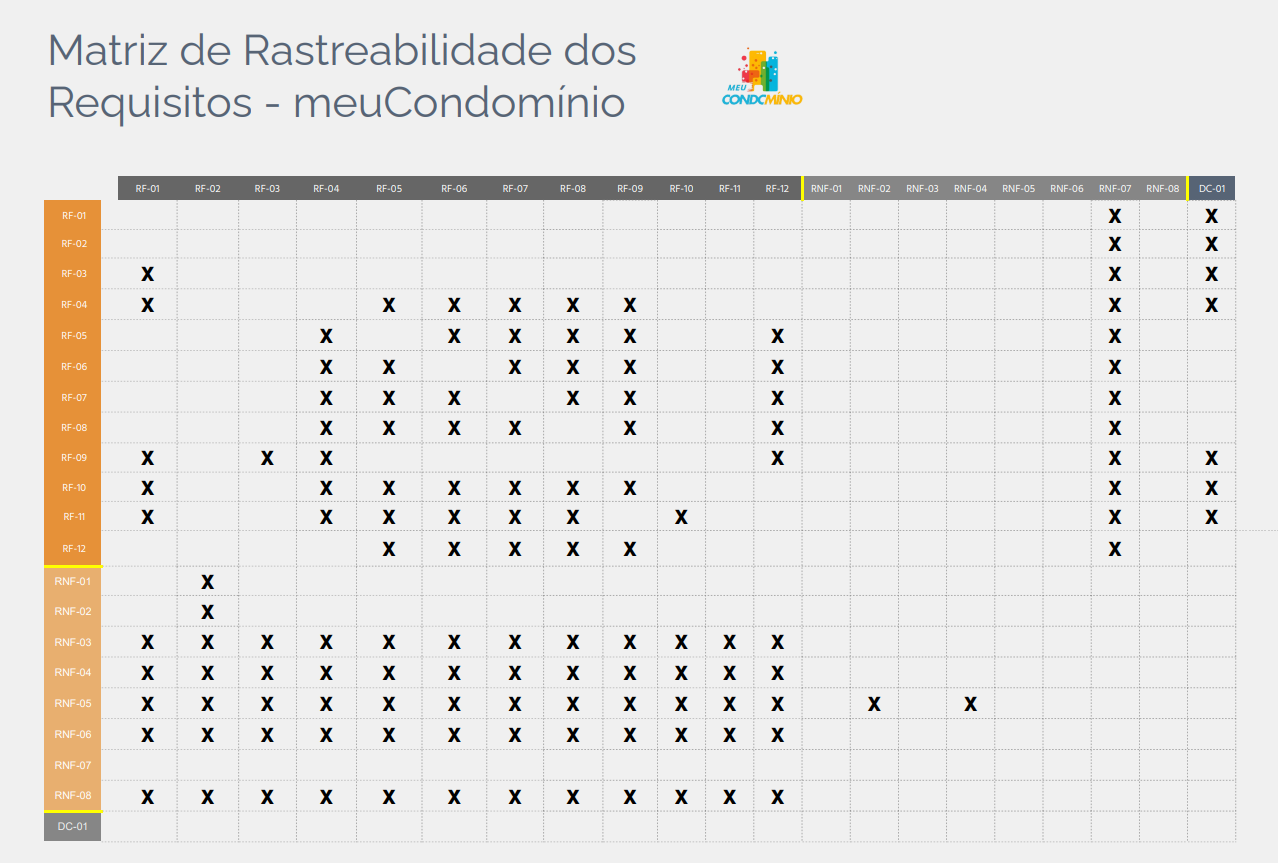 Matriz de Rastreabilidade dos
Requisitos - meuCondomínio
MEU
CONDOMÍNIO
RF-01 RF-02 RF-03 RF-04 RF-05 RF-06 RF-07 RF-08 RF-09 RF-10 RF-11 RF-12 RNF-01 RNF-02 RNF-03 RNF-04 RNF-05 RNF-06 RNF-07 RNF-08 DC-01
RF-01 X X
RF-02 X X
RF-03 X X X
RF-04 X X X X X X X X
RF-05 X X X X X X X
RF-06 X X X X X X X
RF-07 X X X X X X X
RF-08 X X X X X X X
RF-09 X X X X X X
RF-10 X X X X X X X X X
RF-11 X X X X X X X X X
RF-12 X X X X X X
RNF-01 X
RNF-02 X
RNF-03 X X X X X X X X X X X X
RNF-04 X X X X X X X X X X X X
RNF-05 X X X X X X X X X X X X X X
RNF-06 X X X X X X X X X X X X
RNF-07
RNF-08 X X X X X X X X X X X X
DC-01